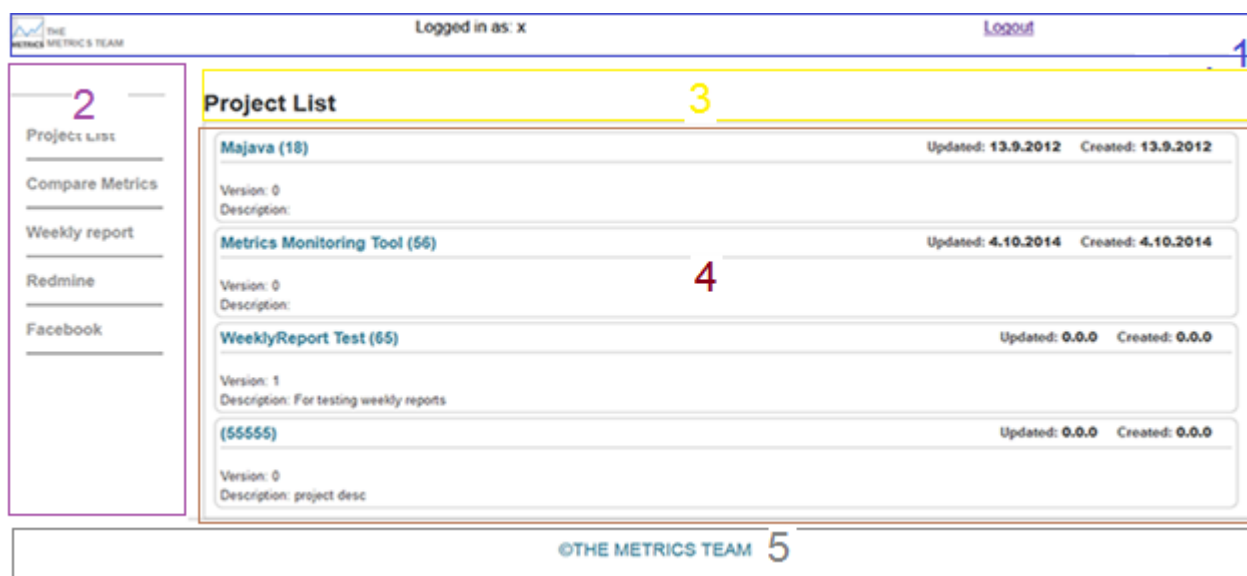 THE
METRICS METRICS TEAM
Logged in as: x
Logout
1
2
Project List
Compare Metrics
Weekly report
Redmine
Facebook
3
Project List
Majava (18) Updated: 13.9.2012 Created: 13.9.2012
Version: 0
Description:
Metrics Monitoring Tool (56) Updated: 4.10.2014 Created: 4.10.2014
4
Version: 0
Description:
WeeklyReport Test (65) Updated: 0.0.0 Created: 0.0.0
Version: 1
Description: For testing weekly reports
(55555) Updated: 0.0.0 Created: 0.0.0
Version: 0
Description: project desc
©THE METRICS TEAM 5